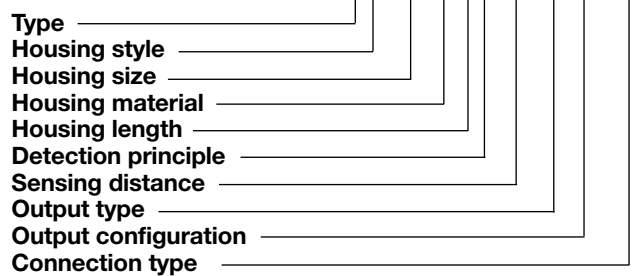 Type
Housing style
Housing size
Housing material
Housing length
Detection principle
Sensing distance
Output type
Output configuration
Connection type